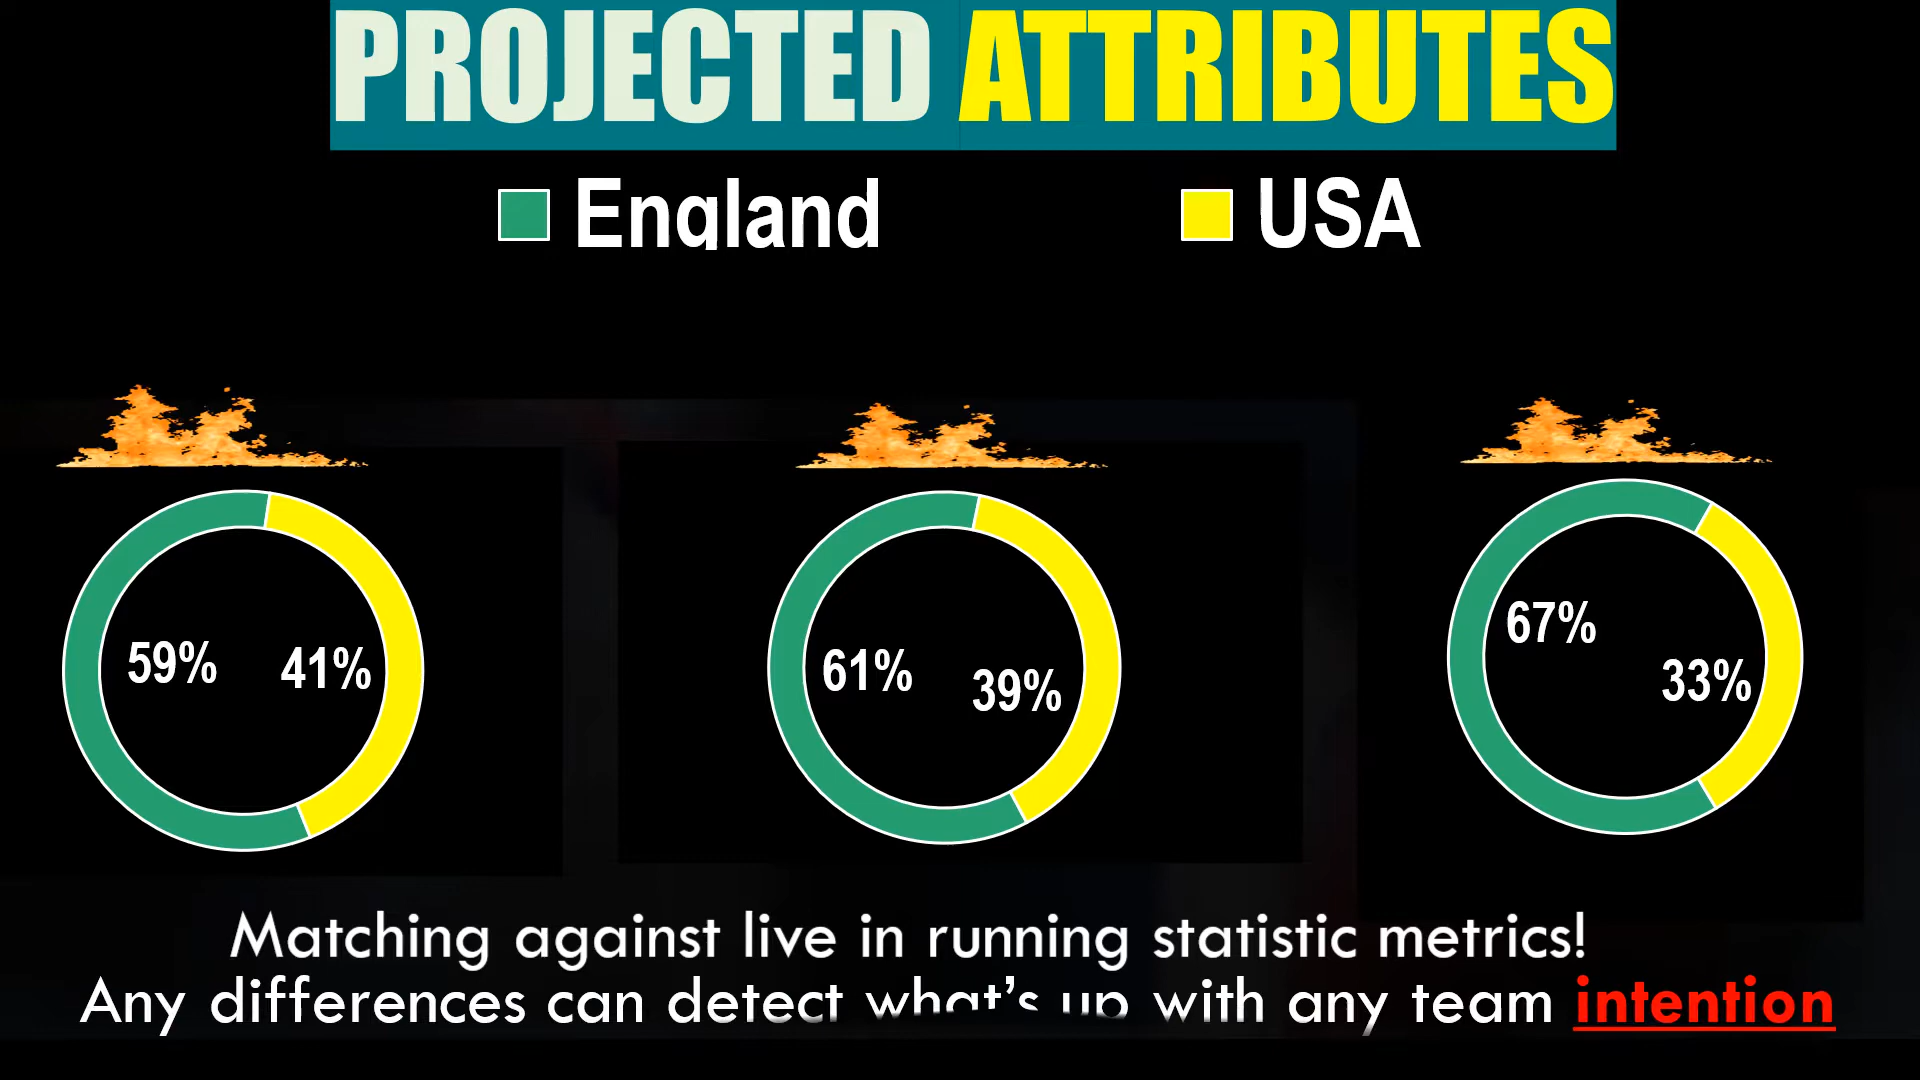 PROJECTED ATTRIBUTES
England USA
59% 41%
61% 39%
67% 33%
Matching against live in running statistic metrics!
Any differences can detect what's up with any team intention